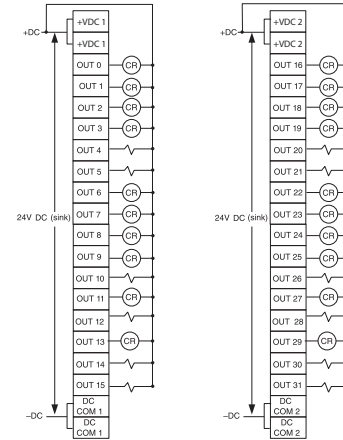 +DC
+VDC 1
+VDC 1
OUT 0 CR
OUT 1 CR
OUT 2 CR
OUT 3 CR
OUT 4
OUT 5
OUT 6 CR
24V DC (sink) OUT 7 CR
OUT 8 CR
OUT 9 CR
OUT 10
OUT 11 CR
OUT 12
OUT 13 CR
OUT 14
OUT 15
-DC
DC
COM 1
DC
COM 1
+DC
+VDC 2
+VDC 2
OUT 16 CR
OUT 17 CR
OUT 18 CR
OUT 19 CR
OUT 20
OUT 21
OUT 22 CR
24V DC (sink) OUT 23 CR
OUT 24 CR
OUT 25 CR
OUT 26
OUT 27 CR
OUT 28
OUT 29 CR
OUT 30
OUT 31
-DC
DC
COM 2
DC
COM 2